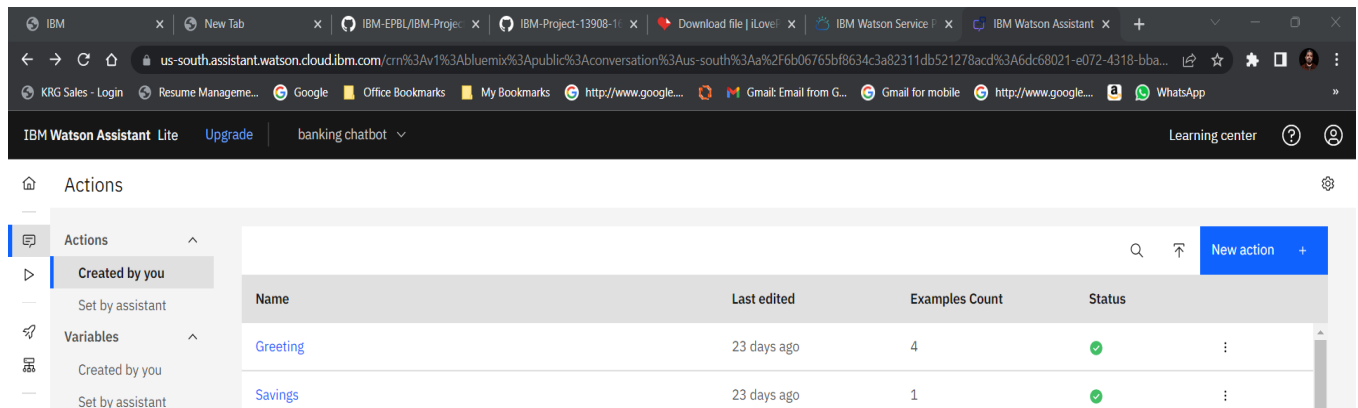 IBM
New Tab
IBM-EPBL/IBM-Projec
IBM-Project-13908-16
Download file | iLoveP
IBM Watson Service P
IBM Watson Assistant
us-south.assistant.watson.cloud.ibm.com/crn%3Av1%3Abluemix%3Apublic%3Aconversation%3Aus-south%3Aa%2F6b06765bf8634c3a82311db521278acd%3A6dc68021-e072-4318-bba...
KRG Sales - Login
Resume Manageme...
Google
Office Bookmarks
My Bookmarks
http://www.google....
Gmail: Email from G...
Gmail for mobile
http://www.google....
WhatsApp
»
IBM Watson Assistant Lite
Upgrade
banking chatbot
Learning center
Actions
Actions
Created by you
Set by assistant
Variables
Created by you
Set by assistant
New action +
Name Last edited Examples Count Status
Greeting 23 days ago 4
Savings 23 days ago 1